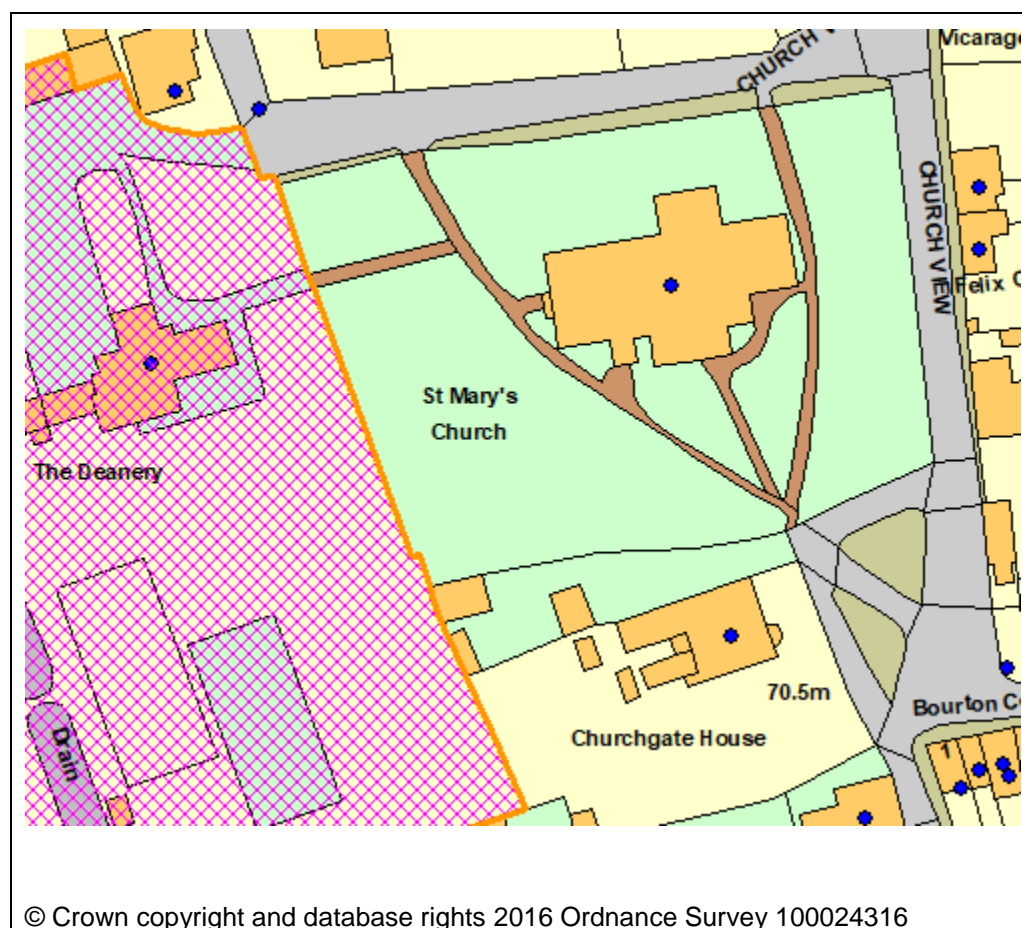 Vicarage
CHURCH V
CHURCH VIEW
Felix C
St Mary's
Church
The Deanery
70.5m
Bourton Co
Churchgate House
Drain
1
© Crown copyright and database rights 2016 Ordnance Survey 100024316